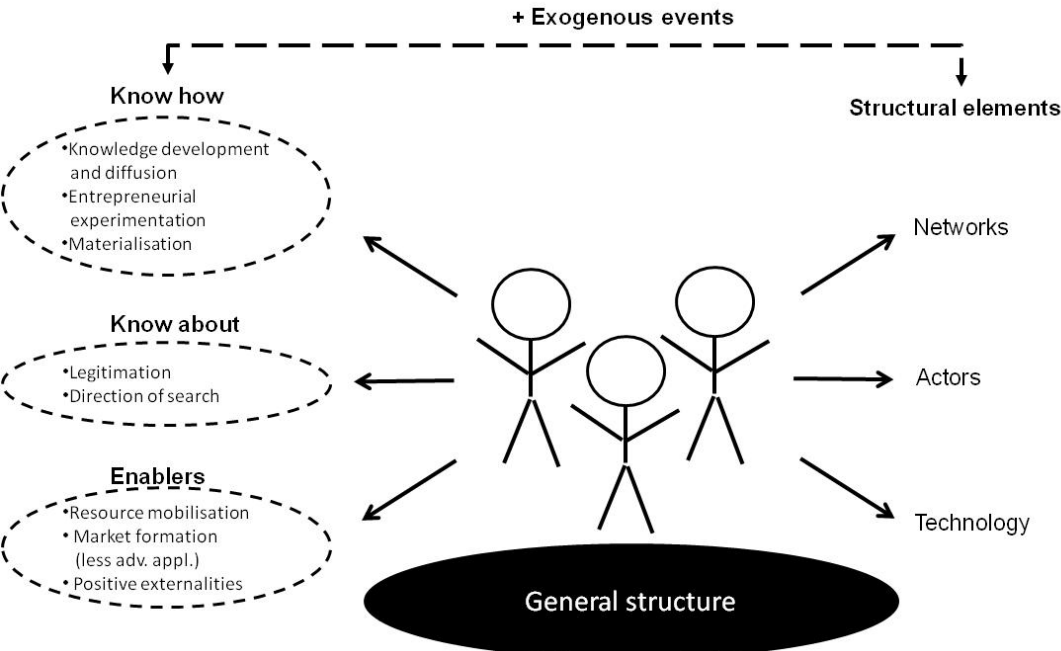 + Exogenous events
Know how
•Knowledge development
and diffusion
•Entrepreneurial
experimentation
•Materialisation
Know about
•Legitimation
•Direction of search
Enablers
•Resource mobilisation
• Market formation
(less adv. appl.)
• Positive externalities
Structural elements
Networks
Actors
Technology
General structure